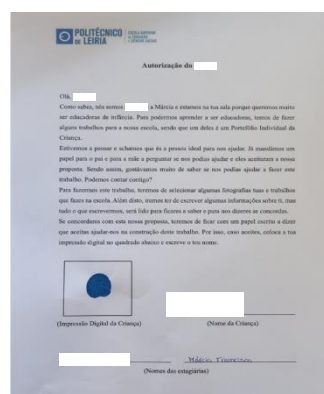 POLITÉCNICO
DE LEIRIA
ESCOLA SUPERIOR
DE EDUCAÇÃO
E CIÊNCIAS SOCIAIS
Autorização do
Olá,
Como sabes, nós somos a Márcia e estamos na tua sala porque queremos muito
ser educadoras de infância. Para podermos aprender a ser educadoras, temos de fazer
alguns trabalhos para a nossa escola, sendo que um deles é um Portefólio Individual da
Criança.
Estivemos a pensar e achamos que és a pessoa ideal para nos ajudar. Já mandámos um
papel para o pai e para a mãe a perguntar se nos podias ajudar e eles aceitaram a nossa
proposta. Sendo assim, gostávamos muito de saber se nos podias ajudar a fazer este
trabalho. Podemos contar contigo?
Para fazermos este trabalho, teremos de selecionar algumas fotografias tuas e trabalhos
que fazes na escola. Além disto, iremos ter de escrever algumas informações sobre ti, mas
tudo o que escrevermos, será lido para ficares a saber e para nos dizeres se concordas.
Se concordares com esta nossa proposta, teremos de ficar com um papel escrito a dizer
que aceitas ajudar-nos na construção deste trabalho. Por isso, caso aceites, coloca a tua
impressão digital no quadrado abaixo e escreve o teu nome.
(Impressão Digital da Criança)
(Nome da Criança)
Márcia Francisco
(Nomes das estagiárias)